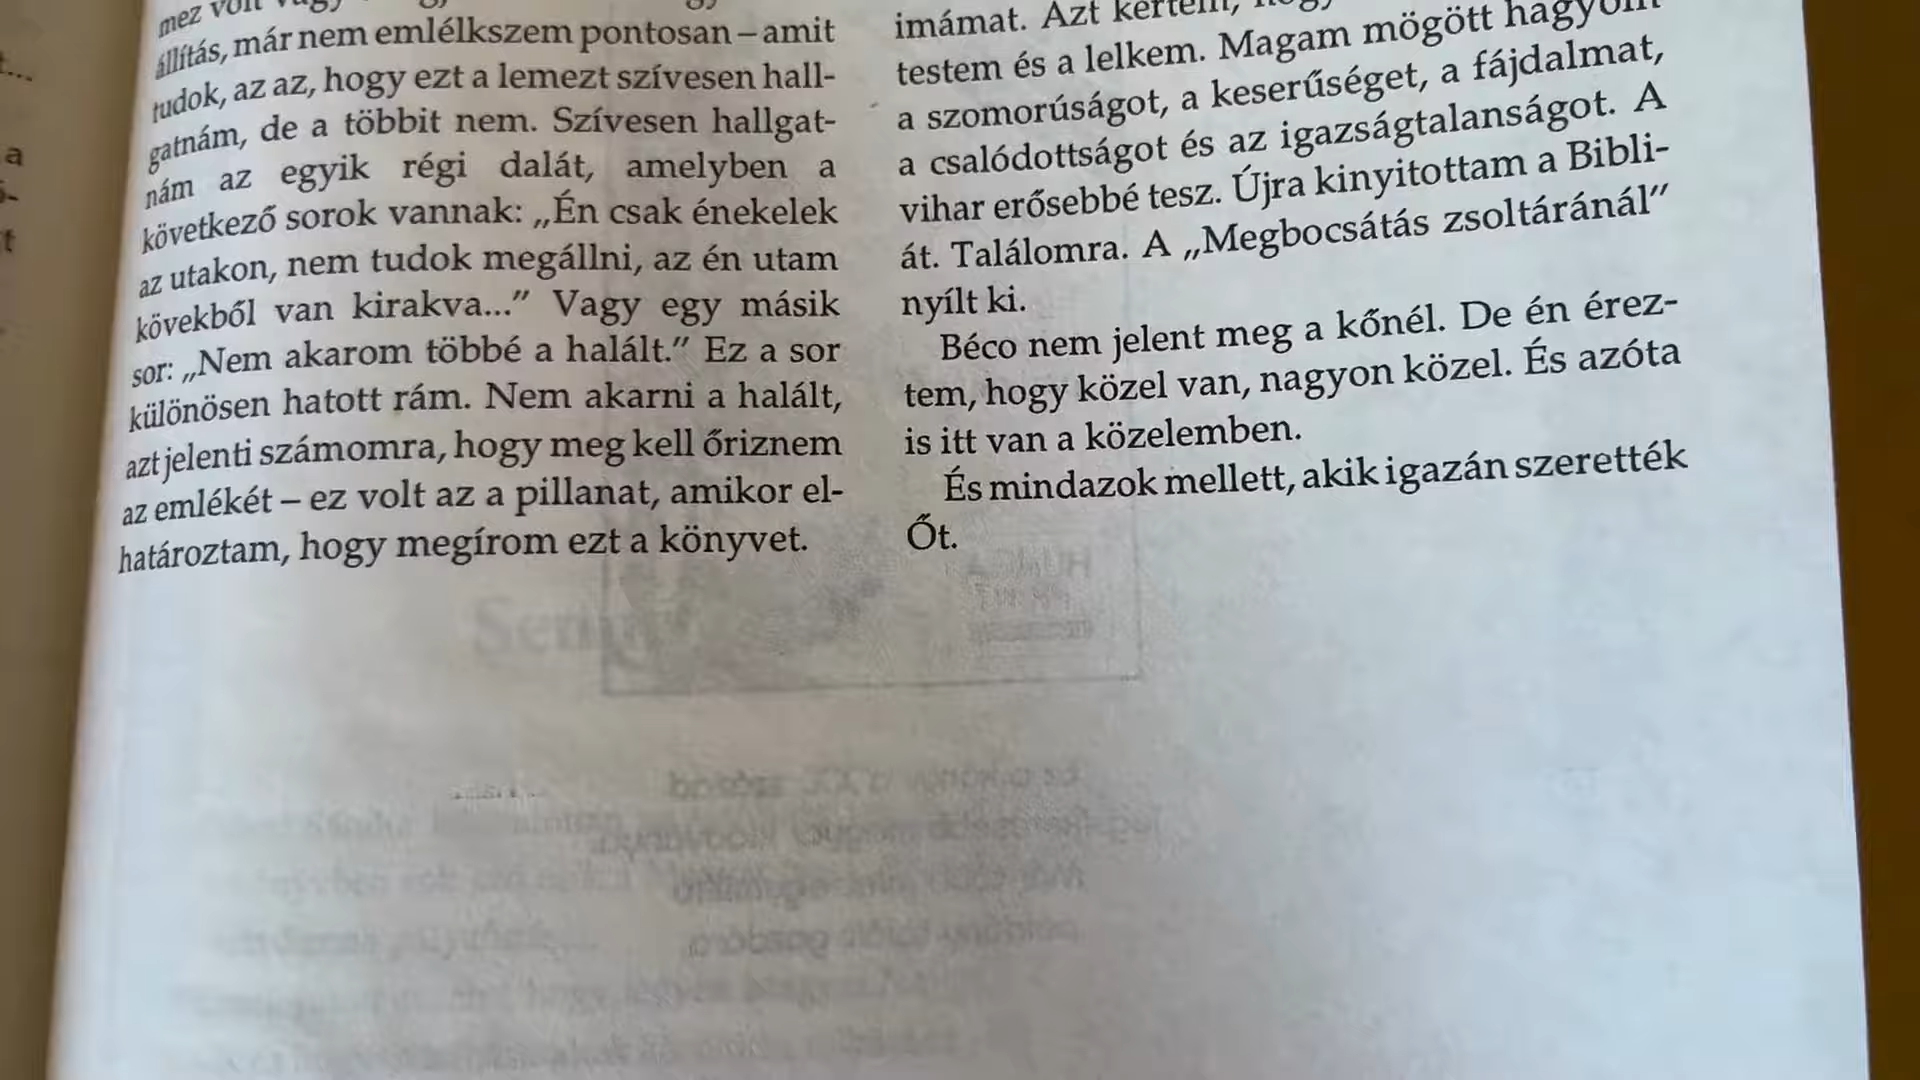 mez volt vagy
állítás, már nem emlélkszem pontosan – amit
tudok, az az, hogy ezt a lemezt szívesen hall-
gatnám, de a többit nem. Szívesen hallgat-
nám az egyik régi dalát, amelyben a
következő sorok vannak: „Én csak énekelek
az utakon, nem tudok megállni, az én utam
kövekből van kirakva...” Vagy egy másik
sor: „Nem akarom többé a halált.” Ez a sor
különösen hatott rám. Nem akarni a halált,
azt jelenti számomra, hogy meg kell őriznem
az emlékét – ez volt az a pillanat, amikor el-
határoztam, hogy megírom ezt a könyvet.
imámat. Azt kértem,
testem és a lelkem. Magam mögött hagyom
a szomorúságot, a keserűséget, a fájdalmat,
a csalódottságot és az igazságtalanságot. A
vihar erősebbé tesz. Újra kinyitottam a Bibli-
át. Találomra. A „Megbocsátás zsoltáránál”
nyílt ki.
Béco nem jelent meg a kőnél. De én érez-
tem, hogy közel van, nagyon közel. És azóta
is itt van a közelemben.
És mindazok mellett, akik igazán szerették
Őt.
a
t